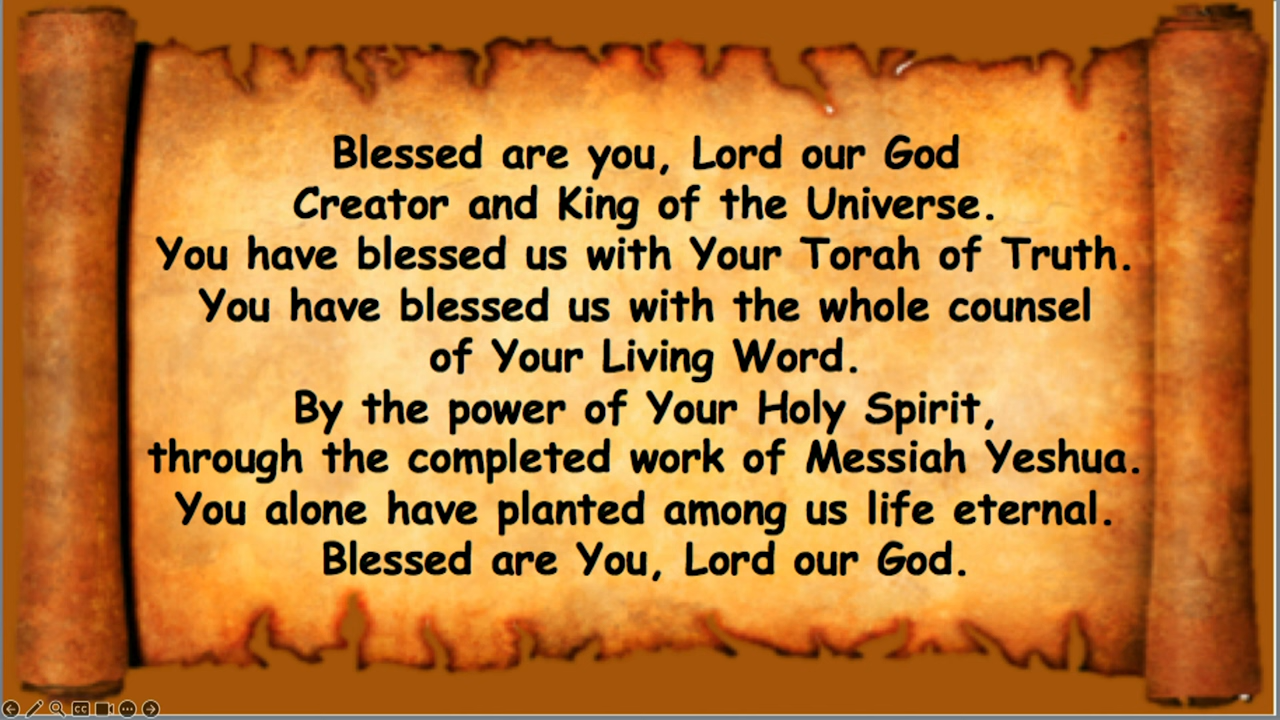 Blessed are you, Lord our God
Creator and King of the Universe.
You have blessed us with Your Torah of Truth.
You have blessed us with the whole counsel
of Your Living Word.
By the power of Your Holy Spirit,
through the completed work of Messiah Yeshua.
You alone have planted among us life eternal.
Blessed are You, Lord our God.
CC